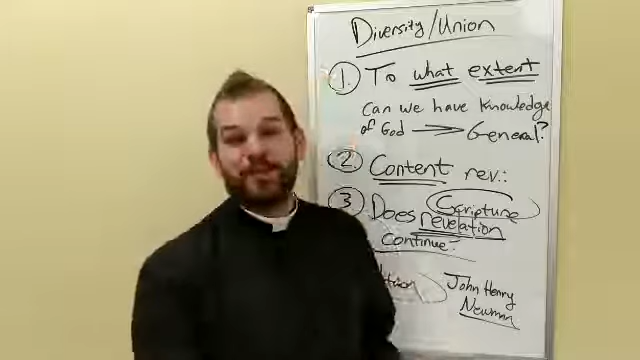 Diversity/Union
1. To what extent
Can we have knowledge
of God → General?
2. Content rev.:
Scripture
3. Does revelation
continue?
John Henry
Newman